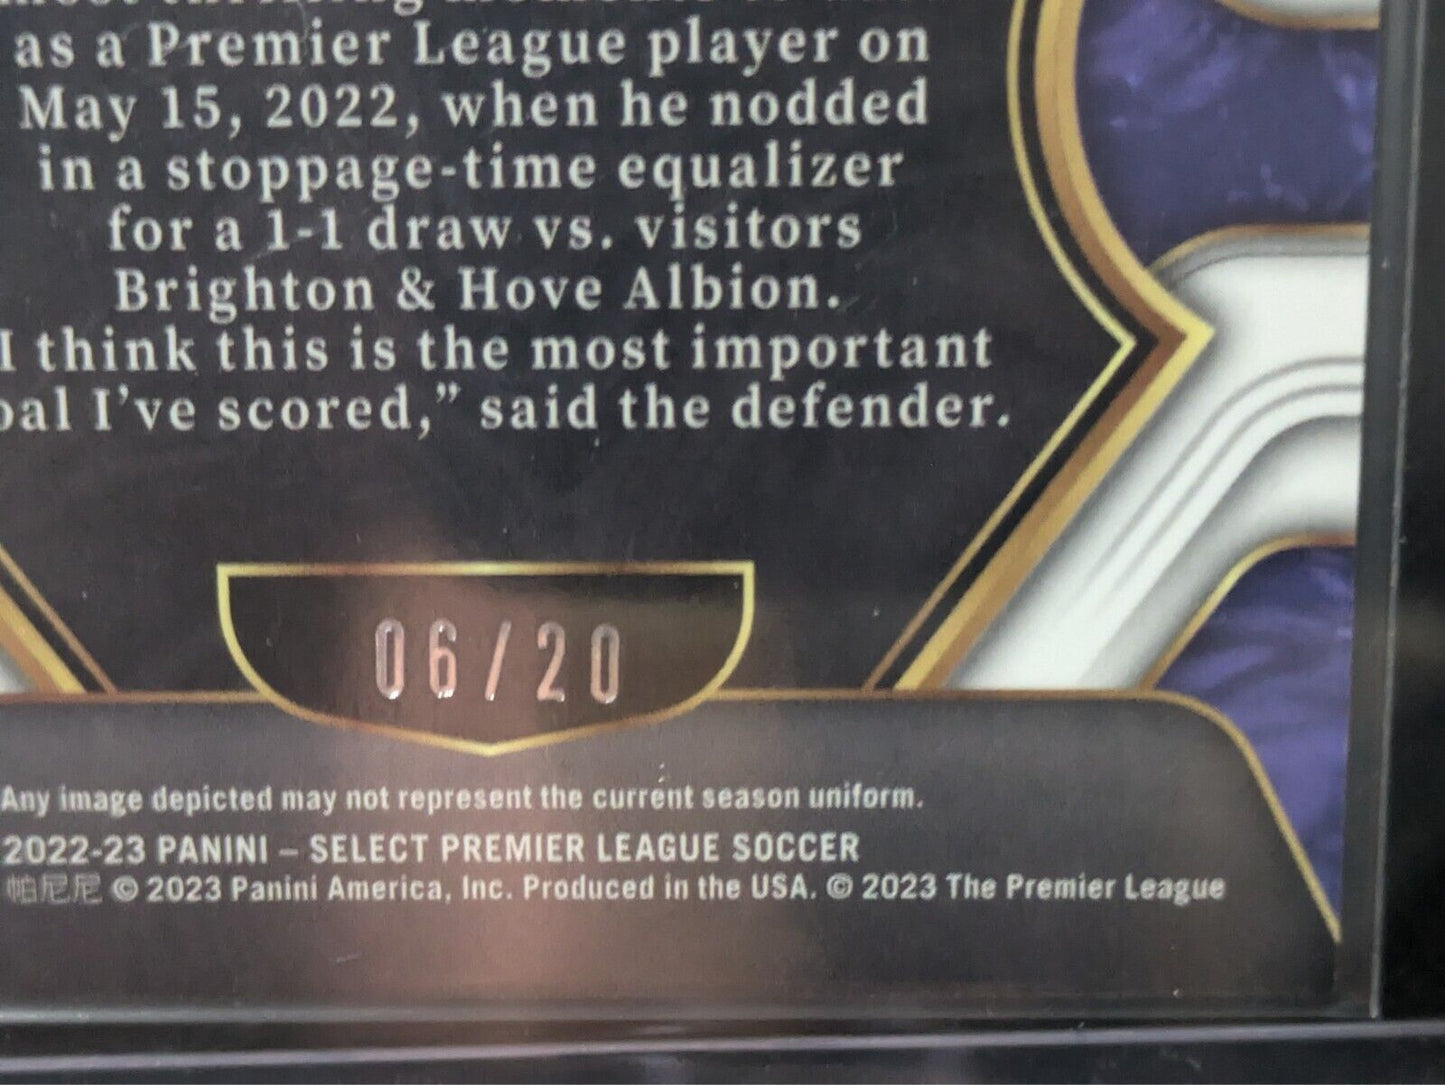 most thrilling moments
as a Premier League player on
May 15, 2022, when he nodded
in a stoppage-time equalizer
for a 1-1 draw vs. visitors
Brighton & Hove Albion.
I think this is the most important
oal I've scored,” said the defender.
06/20
Any image depicted may not represent the current season uniform.
2022-23 PANINI – SELECT PREMIER LEAGUE SOCCER
帕尼尼 © 2023 Panini America, Inc. Produced in the USA. © 2023 The Premier League